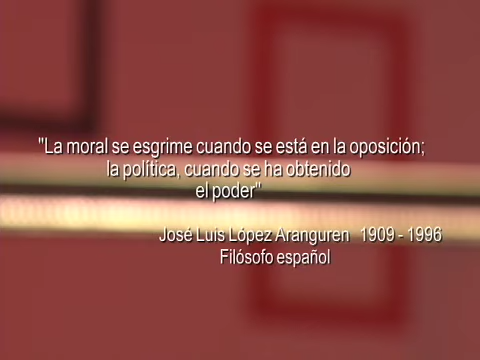 "La moral se esgrime cuando se está en la oposición;
la política, cuando se ha obtenido
el poder"
José Luis López Aranguren 1909 - 1996
Filósofo español